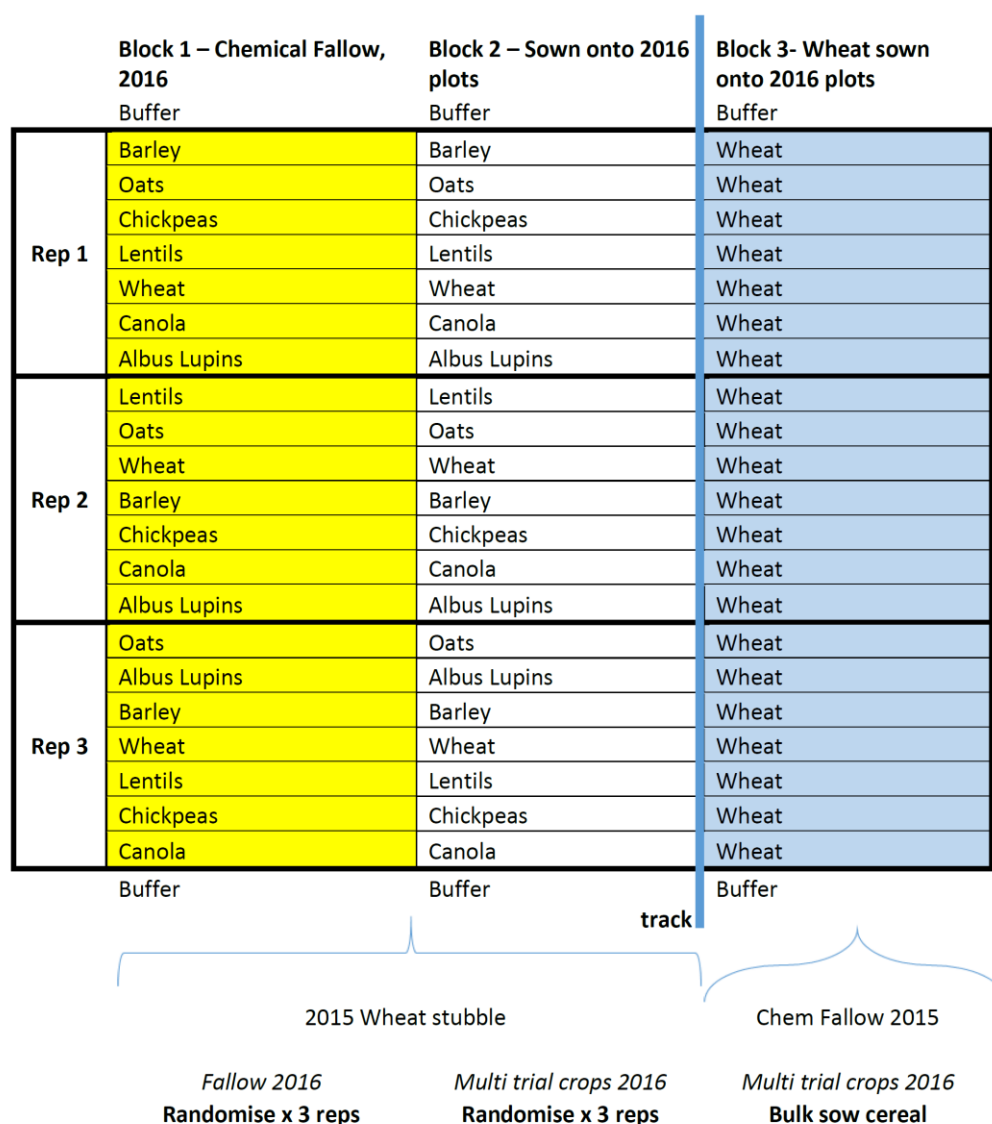 Block 1 – Chemical Fallow, 2016 Block 2 – Sown onto 2016 plots Block 3- Wheat sown onto 2016 plots
Buffer Buffer Buffer
Rep 1
Barley Barley Wheat
Oats Oats Wheat
Chickpeas Chickpeas Wheat
Lentils Lentils Wheat
Wheat Wheat Wheat
Canola Canola Wheat
Albus Lupins Albus Lupins Wheat
Rep 2
Lentils Lentils Wheat
Oats Oats Wheat
Wheat Wheat Wheat
Barley Barley Wheat
Chickpeas Chickpeas Wheat
Canola Canola Wheat
Albus Lupins Albus Lupins Wheat
Rep 3
Oats Oats Wheat
Albus Lupins Albus Lupins Wheat
Barley Barley Wheat
Wheat Wheat Wheat
Lentils Lentils Wheat
Chickpeas Chickpeas Wheat
Canola Canola Wheat
Buffer Buffer Buffer
track
2015 Wheat stubble Chem Fallow 2015
Fallow 2016 Multi trial crops 2016 Multi trial crops 2016
Randomise x 3 reps Randomise x 3 reps Bulk sow cereal